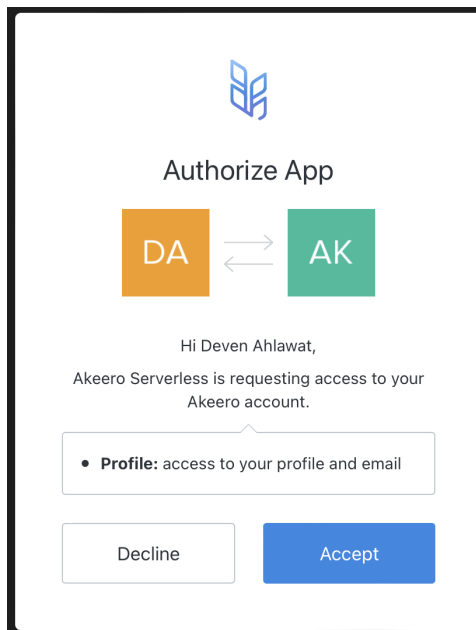 Authorize App
DA
AK
Hi Deven Ahlawat,
Akeero Serverless is requesting access to your
Akeero account.
• Profile: access to your profile and email
Decline
Accept